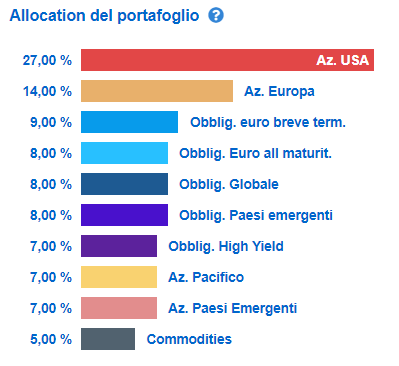 Allocation del portafoglio ?
27,00 % Az. USA
14,00 % Az. Europa
9,00 % Obblig. euro breve term.
8,00 % Obblig. Euro all maturit.
8,00 % Obblig. Globale
8,00 % Obblig. Paesi emergenti
7,00 % Obblig. High Yield
7,00 % Az. Pacifico
7,00 % Az. Paesi Emergenti
5,00 % Commodities